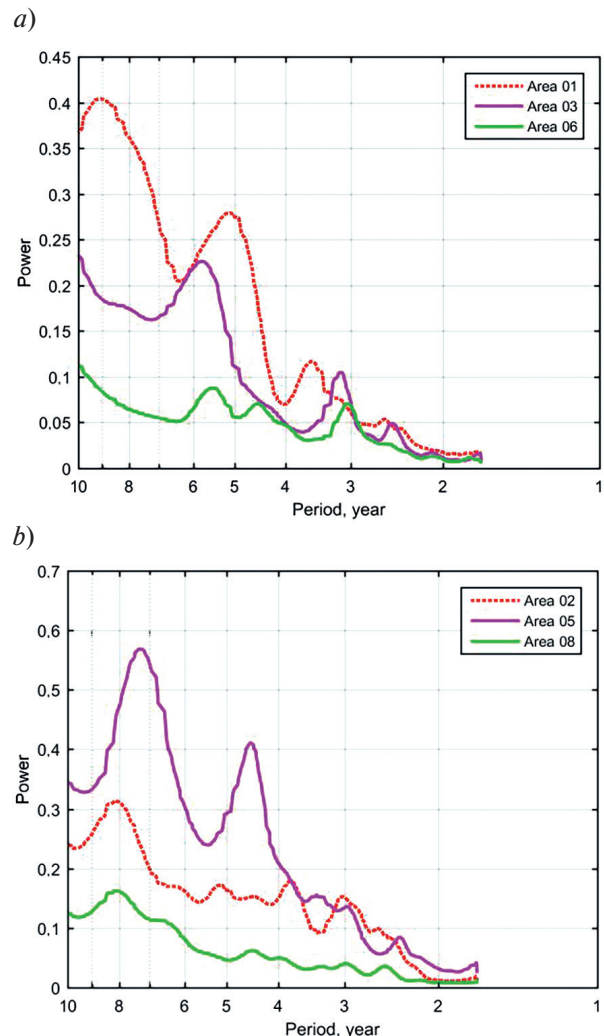 a)
0.45
0.4
0.35
0.3
0.25
0.2
0.15
0.1
0.05
0
Power
10 8 6 5 4 3 2 1
Period, year
Area 01
Area 03
Area 06
b)
0.7
0.6
0.5
0.4
0.3
0.2
0.1
0
Power
10 8 6 5 4 3 2 1
Period, year
Area 02
Area 05
Area 08